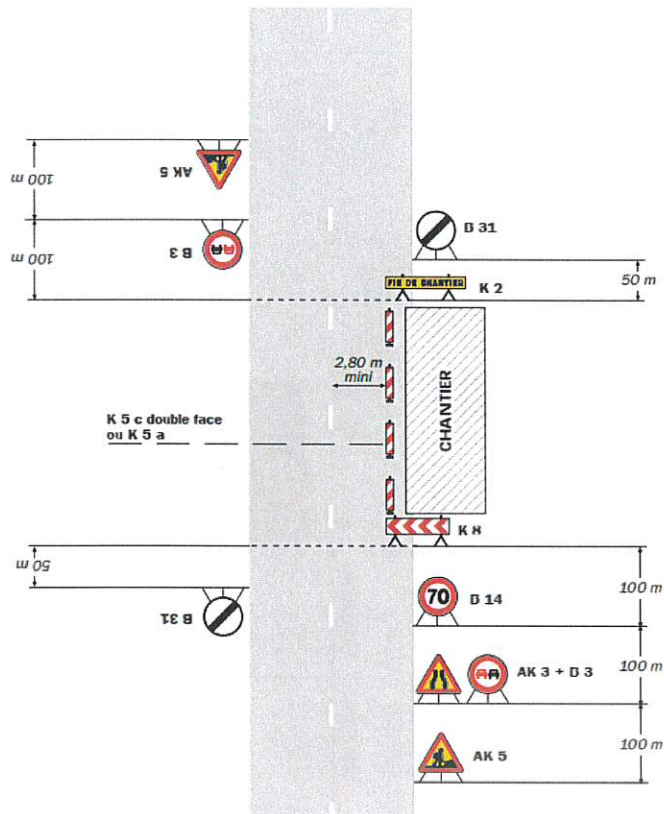 AK 5
100 m
B 3
100 m
B 31
FIN DE CHANTIER
K 2
50 m
2,80 m
mini
CHANTIER
K 5 c double face
ou K 5 a
K 8
50 m
B 31
100 m
70
B 14
AK 3 + B 3
100 m
AK 5
100 m